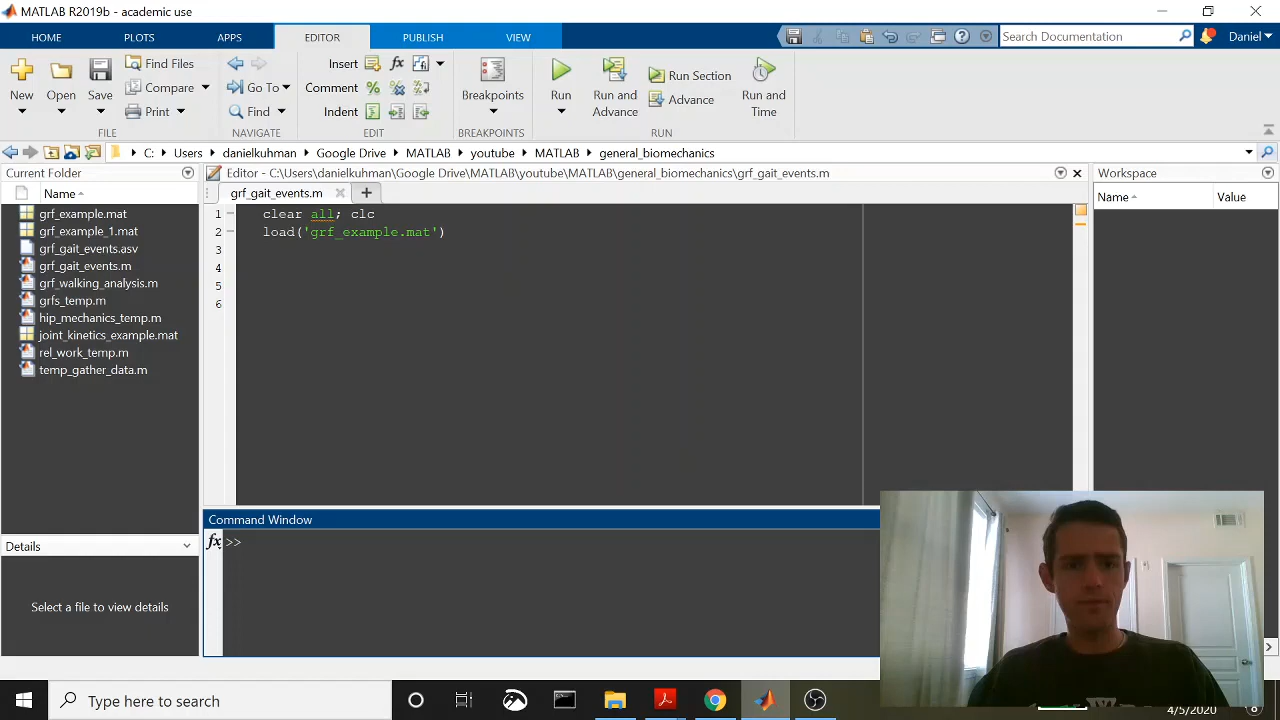 MATLAB R2019b - academic use
HOME PLOTS APPS EDITOR PUBLISH VIEW Search Documentation Daniel
New Open Save Find Files Compare Print
Go To Find
Insert fx
Comment %
Indent
Breakpoints Run Run and Advance Run Section Advance Run and Time
FILE NAVIGATE EDIT BREAKPOINTS RUN
C: Users danielkuhman Google Drive MATLAB youtube MATLAB general_biomechanics
Current Folder
Name
grf_example.mat
grf_example_1.mat
grf_gait_events.asv
grf_gait_events.m
grf_walking_analysis.m
grfs_temp.m
hip_mechanics_temp.m
joint_kinetics_example.mat
rel_work_temp.m
temp_gather_data.m
Details
Select a file to view details
Editor - C:\Users\danielkuhman\Google Drive\MATLAB\youtube\MATLAB\general_biomechanics\grf_gait_events.m
grf_gait_events.m
1 clear all; clc
2 load('grf_example.mat')
3
4
5
6
Command Window
fx >>
Workspace
Name Value
Type here to search
4/5/2020